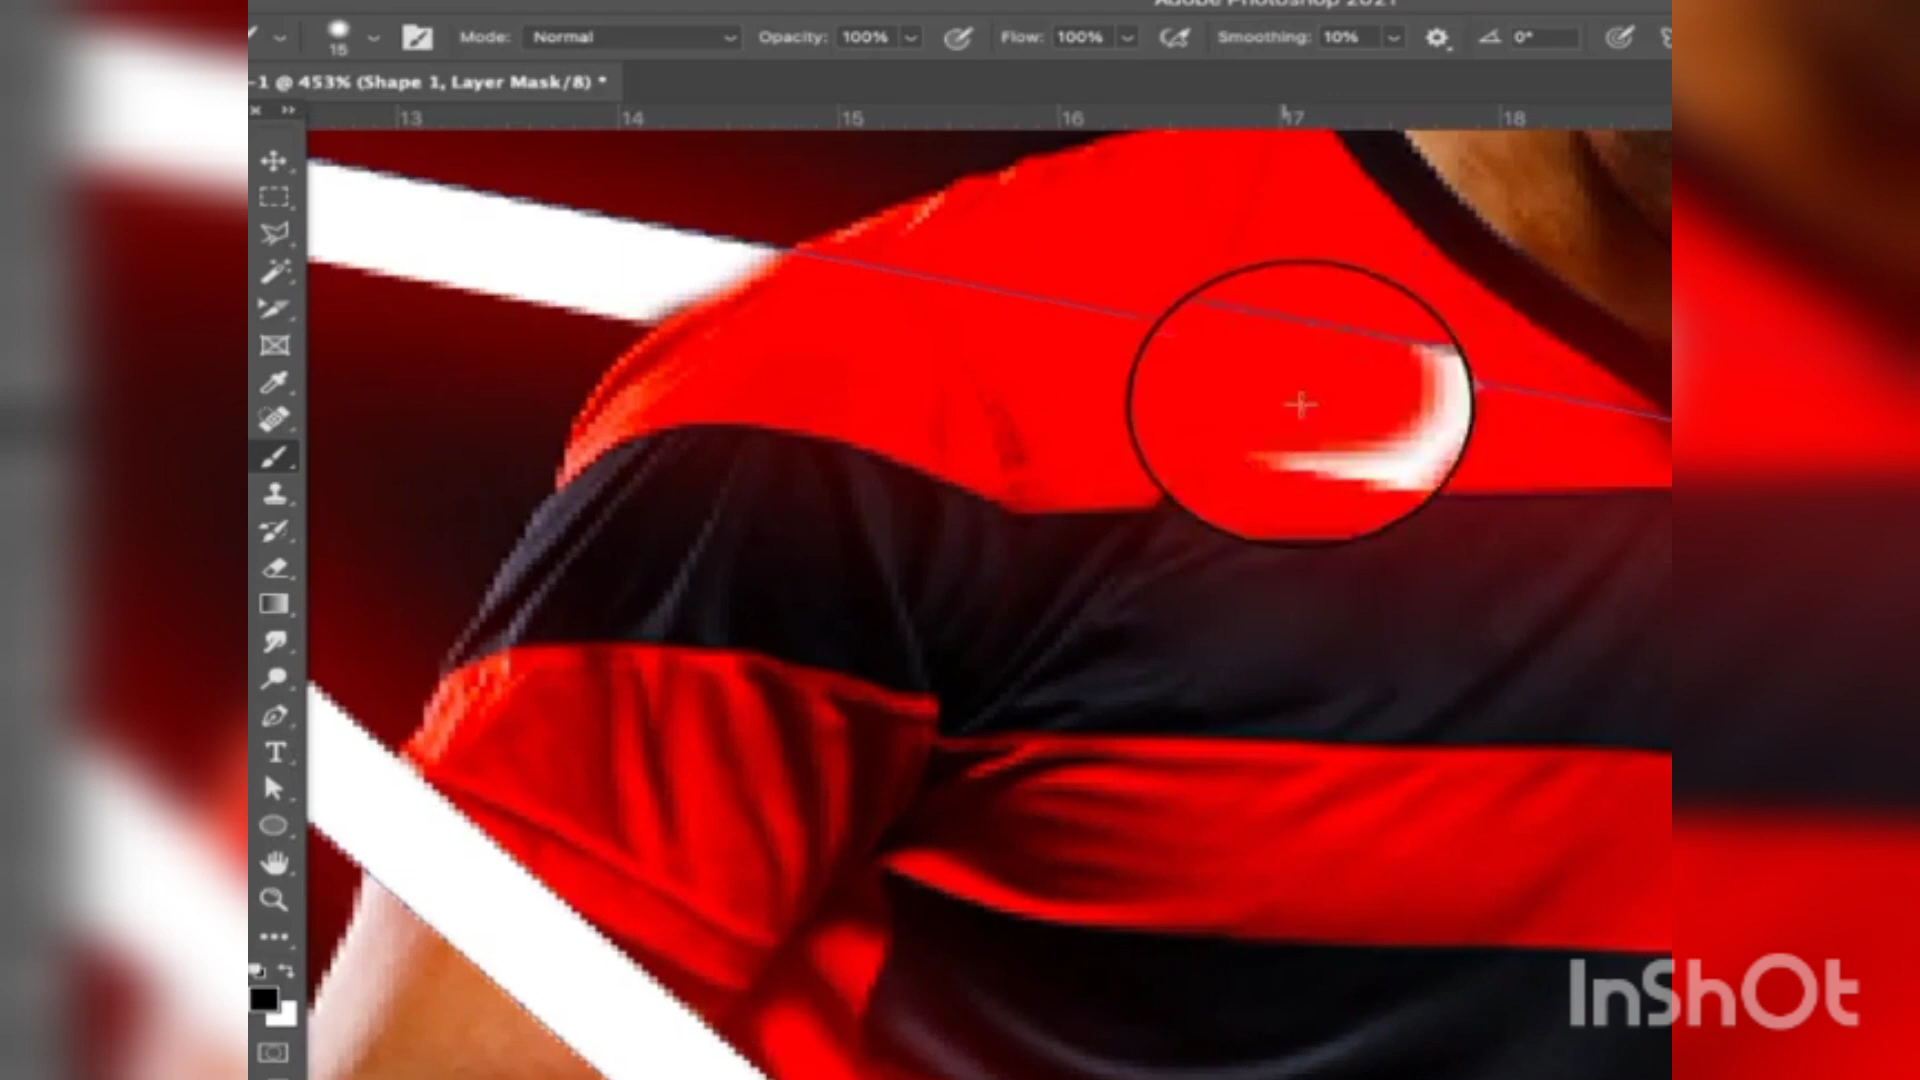 Adobe Photoshop 2021
15 Mode: Normal Opacity: 100% Flow: 100% Smoothing: 10% 0°
-1 @ 453% (Shape 1, Layer Mask/8) *
13 14 15 16 17 18
T
InShOt